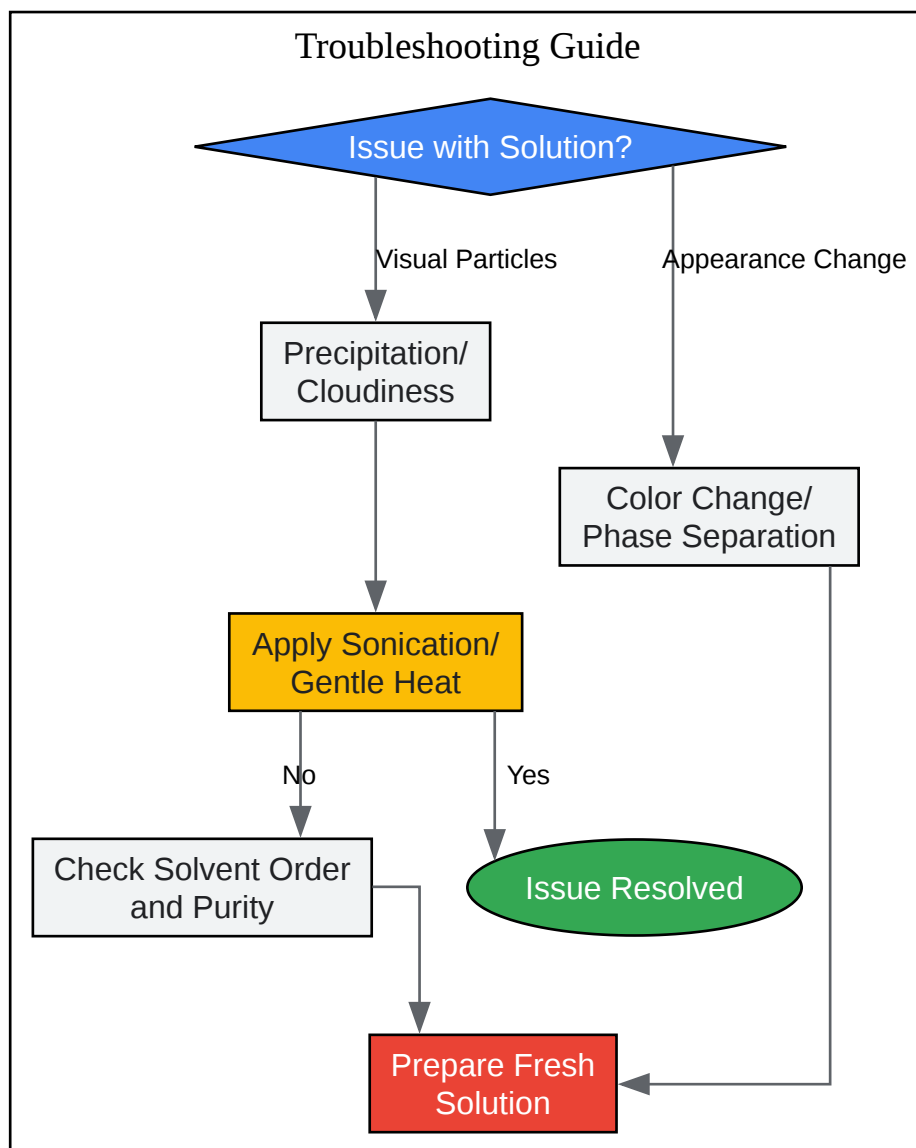 Troubleshooting Guide
Issue with Solution?
Visual Particles
Appearance Change
Precipitation/
Cloudiness
Color Change/
Phase Separation
Apply Sonication/
Gentle Heat
No
Yes
Check Solvent Order
and Purity
Issue Resolved
Prepare Fresh
Solution